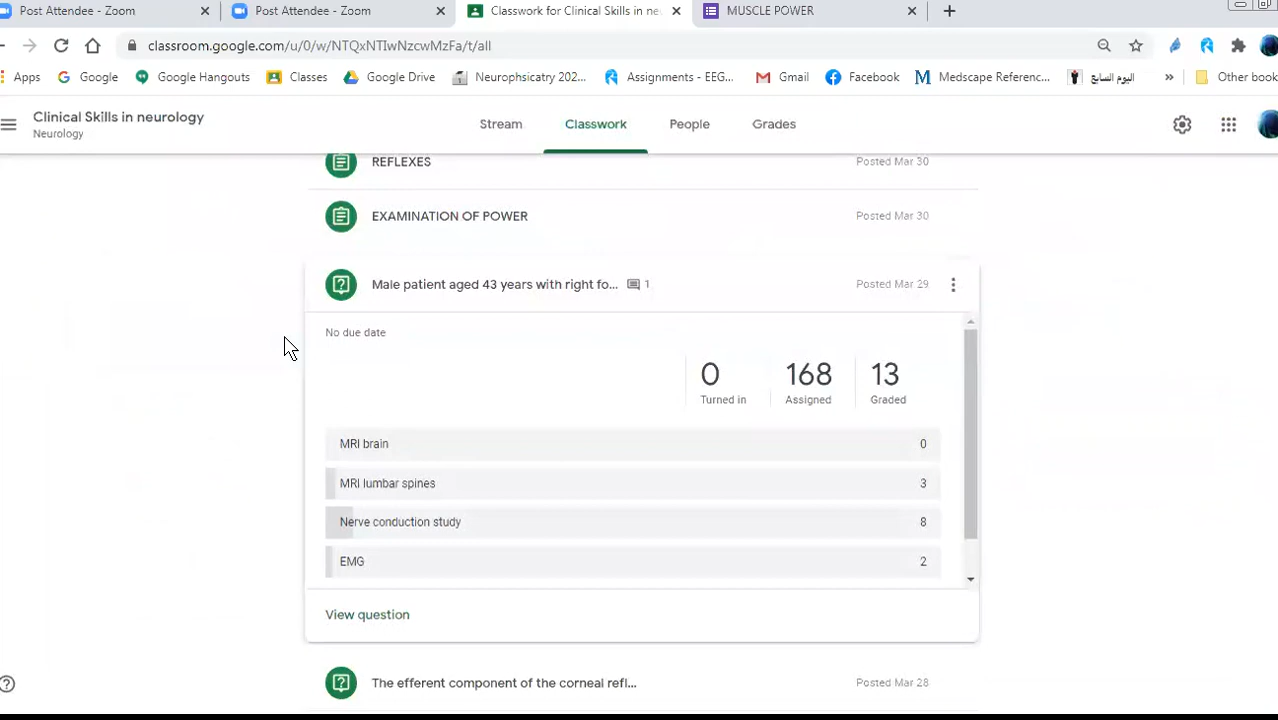 Post Attendee - Zoom
Post Attendee - Zoom
Classwork for Clinical Skills in ne
MUSCLE POWER
classroom.google.com/u/0/w/NTQxNTIwNzcwMzFa/t/all
Apps
Google
Google Hangouts
Classes
Google Drive
Neurophsicatry 202...
Assignments - EEG...
Gmail
Facebook
Medscape Referenc...
اليوم السابع
»
Other book
Clinical Skills in neurology
Neurology
Stream
Classwork
People
Grades
REFLEXES
Posted Mar 30
EXAMINATION OF POWER
Posted Mar 30
Male patient aged 43 years with right fo...
1
Posted Mar 29
No due date
0
Turned in
168
Assigned
13
Graded
MRI brain 0
MRI lumbar spines 3
Nerve conduction study 8
EMG 2
View question
The efferent component of the corneal refl...
Posted Mar 28